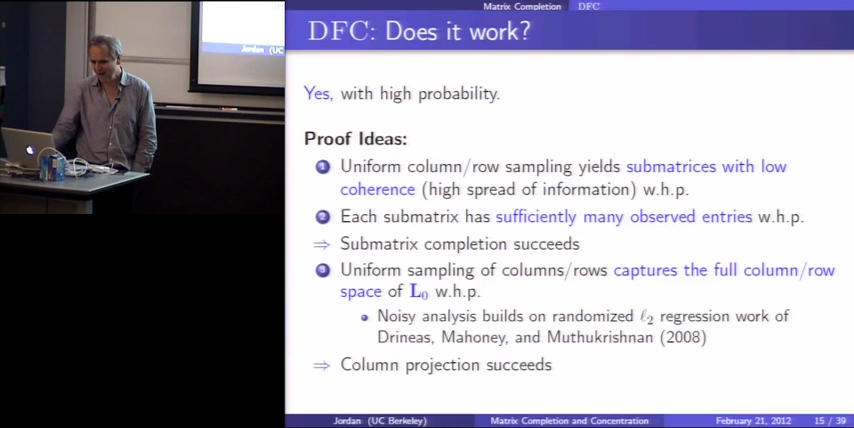 Matrix Completion DFC
DFC: Does it work?
Yes, with high probability.
Proof Ideas:
1 Uniform column/row sampling yields submatrices with low
coherence (high spread of information) w.h.p.
2 Each submatrix has sufficiently many observed entries w.h.p.
⇒ Submatrix completion succeeds
3 Uniform sampling of columns/rows captures the full column/row
space of L₀ w.h.p.
• Noisy analysis builds on randomized ℓ₂ regression work of
Drineas, Mahoney, and Muthukrishnan (2008)
⇒ Column projection succeeds
Jordan (UC Berkeley) Matrix Completion and Concentration February 21, 2012 15 / 39
Jordan (UC